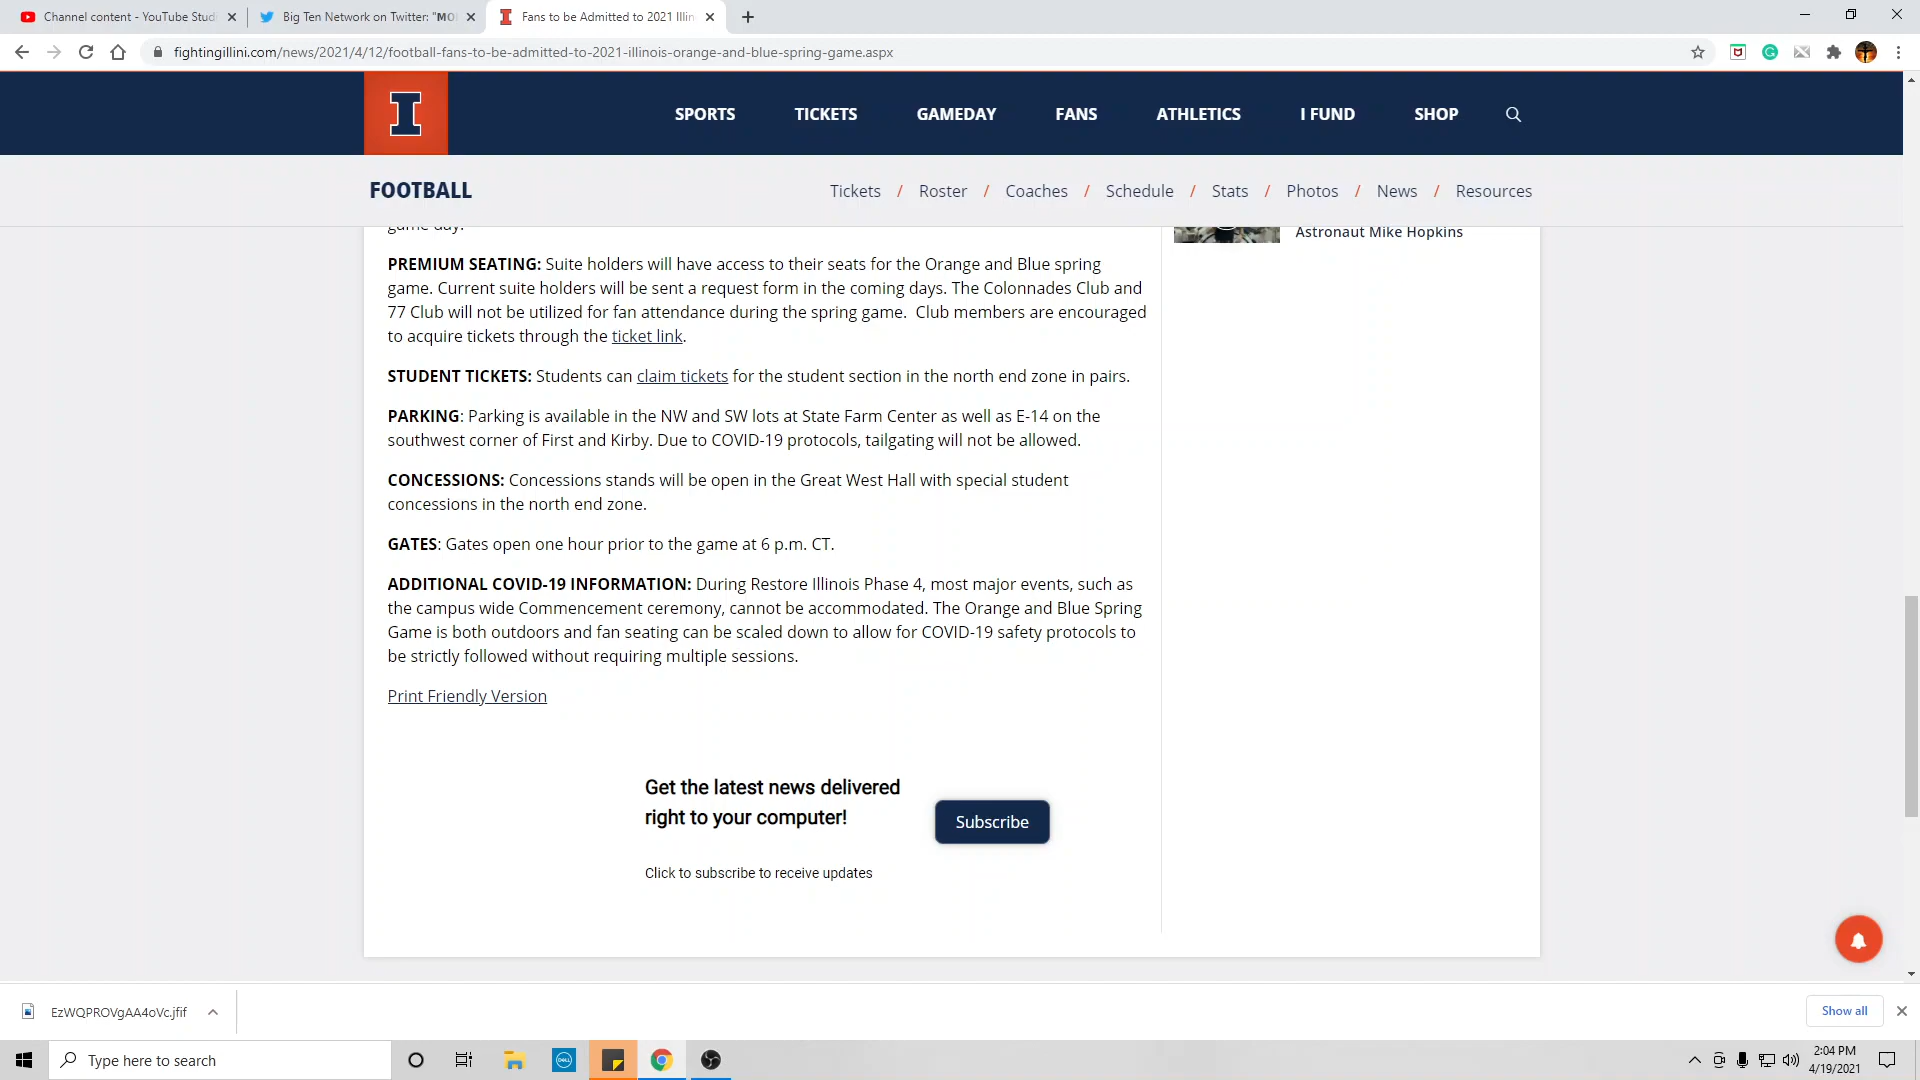 Channel content - YouTube Studi
Big Ten Network on Twitter: "MO
Fans to be Admitted to 2021 Illin
fightingillini.com/news/2021/4/12/football-fans-to-be-admitted-to-2021-illinois-orange-and-blue-spring-game.aspx
I
SPORTS TICKETS GAMEDAY FANS ATHLETICS I FUND SHOP
FOOTBALL
Tickets / Roster / Coaches / Schedule / Stats / Photos / News / Resources
game day.
Astronaut Mike Hopkins
PREMIUM SEATING: Suite holders will have access to their seats for the Orange and Blue spring
game. Current suite holders will be sent a request form in the coming days. The Colonnades Club and
77 Club will not be utilized for fan attendance during the spring game.  Club members are encouraged
to acquire tickets through the ticket link.
STUDENT TICKETS: Students can claim tickets for the student section in the north end zone in pairs.
PARKING: Parking is available in the NW and SW lots at State Farm Center as well as E-14 on the
southwest corner of First and Kirby. Due to COVID-19 protocols, tailgating will not be allowed.
CONCESSIONS: Concessions stands will be open in the Great West Hall with special student
concessions in the north end zone.
GATES: Gates open one hour prior to the game at 6 p.m. CT.
ADDITIONAL COVID-19 INFORMATION: During Restore Illinois Phase 4, most major events, such as
the campus wide Commencement ceremony, cannot be accommodated. The Orange and Blue Spring
Game is both outdoors and fan seating can be scaled down to allow for COVID-19 safety protocols to
be strictly followed without requiring multiple sessions.
Print Friendly Version
Get the latest news delivered
right to your computer!
Subscribe
Click to subscribe to receive updates
EzWQPROVgAA4oVc.jfif
Show all
Type here to search
DELL
2:04 PM
4/19/2021